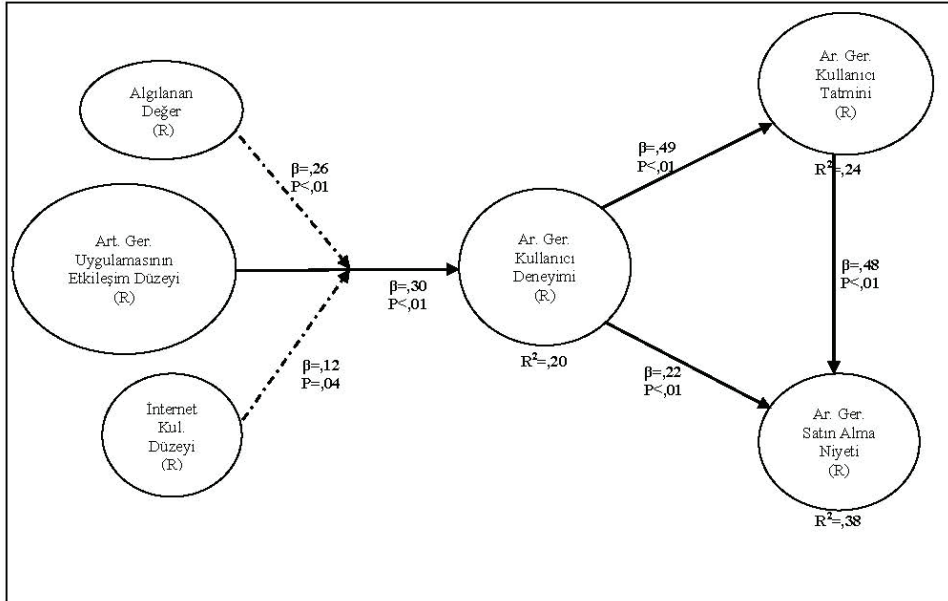 Algılanan
Değer
(R)
β=,26
P<,01
Art. Ger.
Uygulamasının
Etkileşim Düzeyi
(R)
β=,30
P<,01
İnternet
Kul.
Düzeyi
(R)
β=,12
P=,04
Ar. Ger.
Kullanıcı
Deneyimi
(R)
R²=,20
β=,49
P<,01
Ar. Ger.
Kullanıcı
Tatmini
(R)
R²=,24
β=,48
P<,01
β=,22
P<,01
Ar. Ger.
Satın Alma
Niyeti
(R)
R²=,38